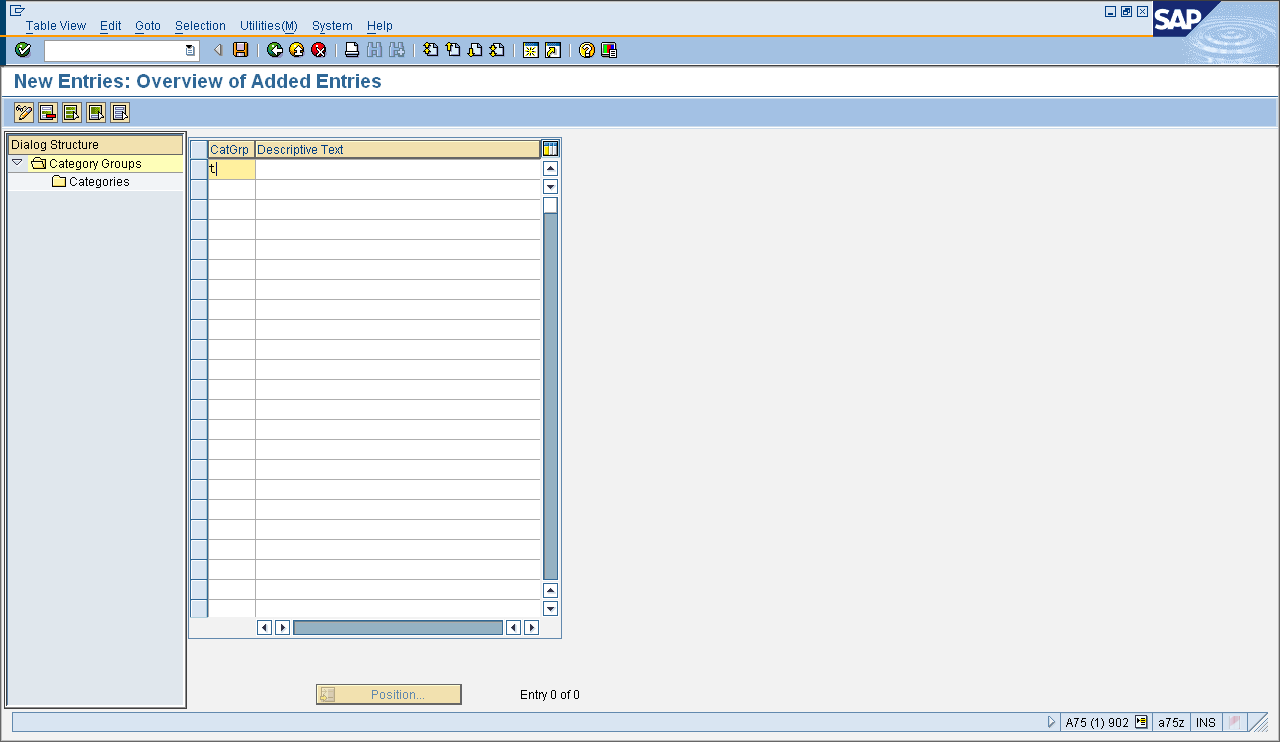 Table View Edit Goto Selection Utilities(M) System Help
SAP
New Entries: Overview of Added Entries
Dialog Structure
Category Groups
Categories
CatGrp Descriptive Text
t
Position... Entry 0 of 0
A75 (1) 902 a75z INS